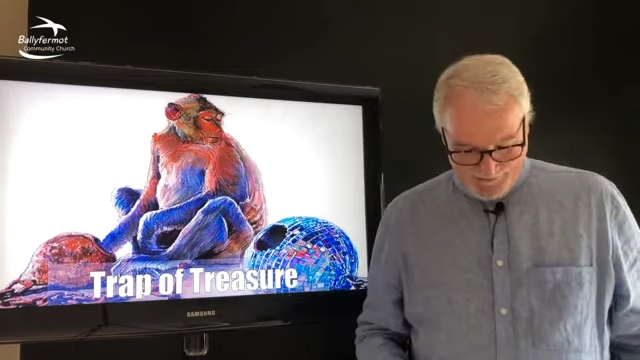 Ballyfermot
Community Church
Trap of Treasure
SAMSUNG